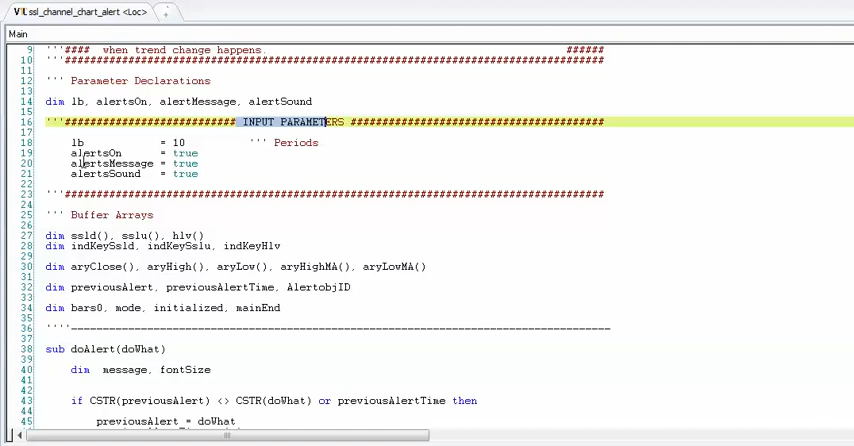 ssl_channel_chart_alert <Loc>
Main
9 '''#### when trend change happens. ######
10 '''#####################################################################################
11
12 ''' Parameter Declarations
13
14 dim lb, alertsOn, alertMessage, alertSound
15
16 '''########################### INPUT PARAMETERS ########################################
17
18 lb = 10 ''' Periods
19 alertsOn = true
20 alertsMessage = true
21 alertsSound = true
22
23 '''#####################################################################################
24
25 ''' Buffer Arrays
26
27 dim ssld(), sslu(), hlv()
28 dim indKeySsld, indKeySslu, indKeyHlv
29
30 dim aryClose(), aryHigh(), aryLow(), aryHighMA(), aryLowMA()
31
32 dim previousAlert, previousAlertTime, AlertobjID
33
34 dim bars0, mode, initialized, mainEnd
35
36 ''''-------------------------------------------------------------------------------------
37
38 sub doAlert(doWhat)
39
40 dim message, fontSize
41
42
43 if CSTR(previousAlert) <> CSTR(doWhat) or previousAlertTime then
44
45 previousAlert = doWhat